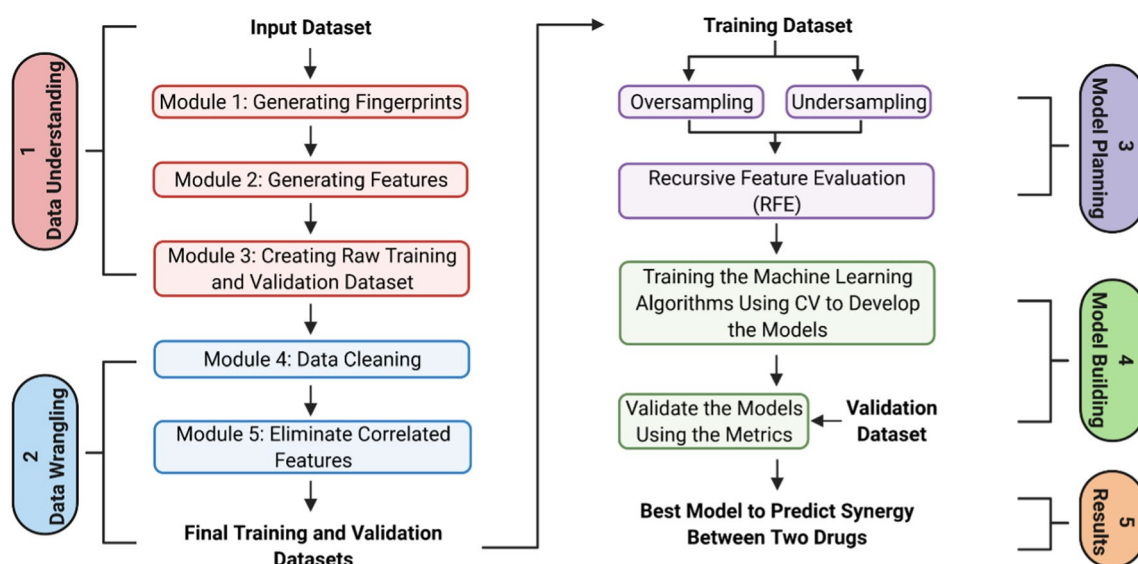 Input Dataset
Module 1: Generating Fingerprints
Module 2: Generating Features
Module 3: Creating Raw Training
and Validation Dataset
Module 4: Data Cleaning
Module 5: Eliminate Correlated
Features
Final Training and Validation
Datasets
1
Data Understanding
2
Data Wrangling
Training Dataset
Oversampling
Undersampling
Recursive Feature Evaluation
(RFE)
Training the Machine Learning
Algorithms Using CV to Develop
the Models
Validate the Models
Using the Metrics
Validation
Dataset
Best Model to Predict Synergy
Between Two Drugs
3
Model Planning
4
Model Building
5
Results